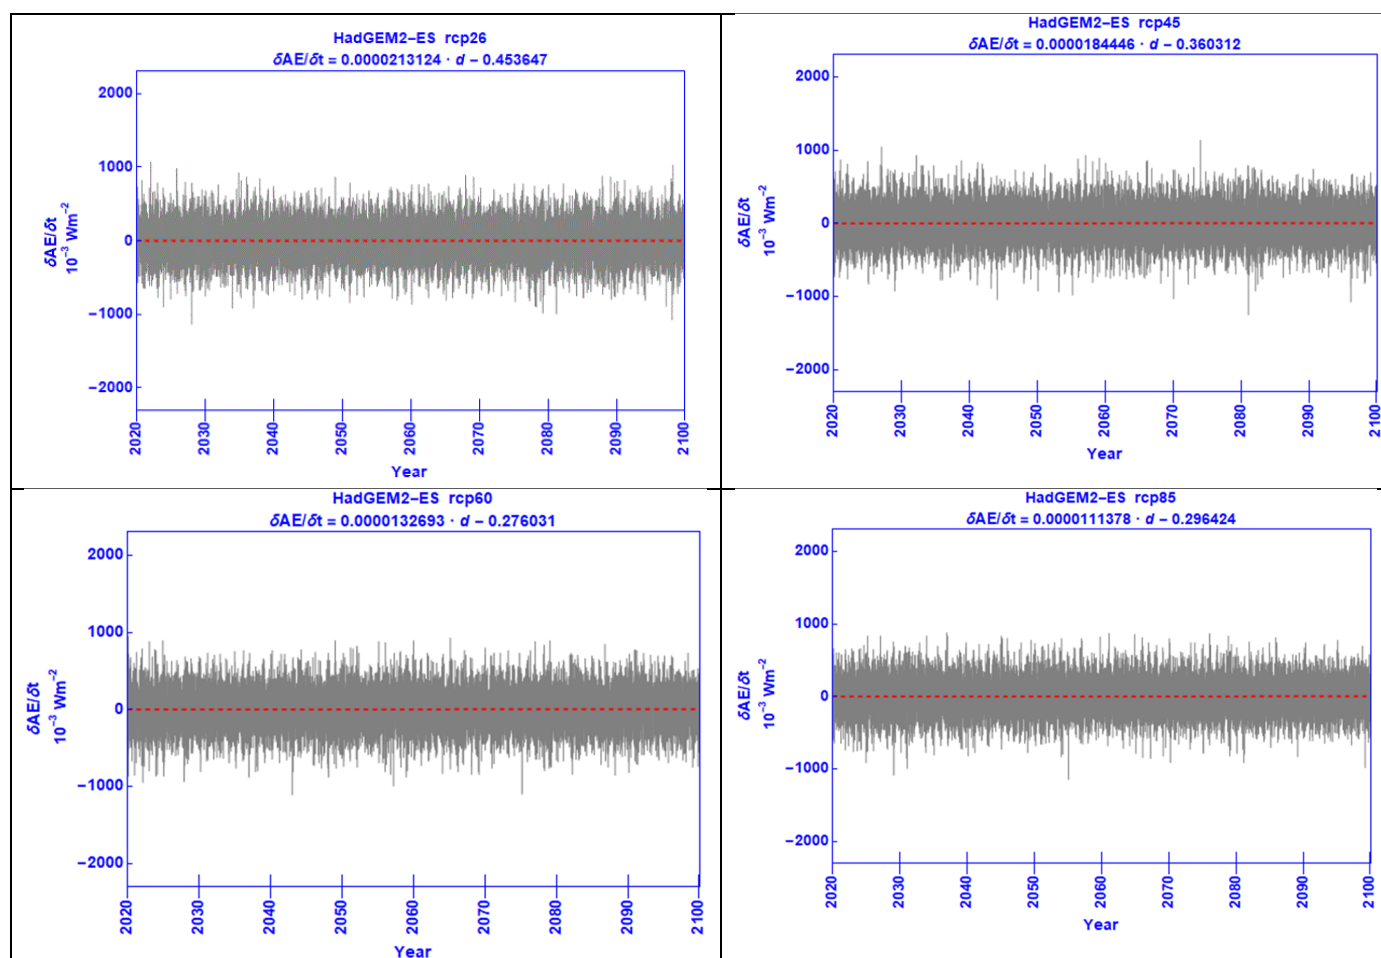 HadGEM2–ES rcp26
δAE/δt = 0.0000213124 · d − 0.453647
δAE/δt
10⁻³ Wm⁻²
2000
1000
0
−1000
−2000
2020 2030 2040 2050 2060 2070 2080 2090 2100
Year
HadGEM2–ES rcp45
δAE/δt = 0.0000184446 · d − 0.360312
δAE/δt
10⁻³ Wm⁻²
2000
1000
0
−1000
−2000
2020 2030 2040 2050 2060 2070 2080 2090 2100
Year
HadGEM2–ES rcp60
δAE/δt = 0.0000132693 · d − 0.276031
δAE/δt
10⁻³ Wm⁻²
2000
1000
0
−1000
−2000
2020 2030 2040 2050 2060 2070 2080 2090 2100
Year
HadGEM2–ES rcp85
δAE/δt = 0.0000111378 · d − 0.296424
δAE/δt
10⁻³ Wm⁻²
2000
1000
0
−1000
−2000
2020 2030 2040 2050 2060 2070 2080 2090 2100
Year